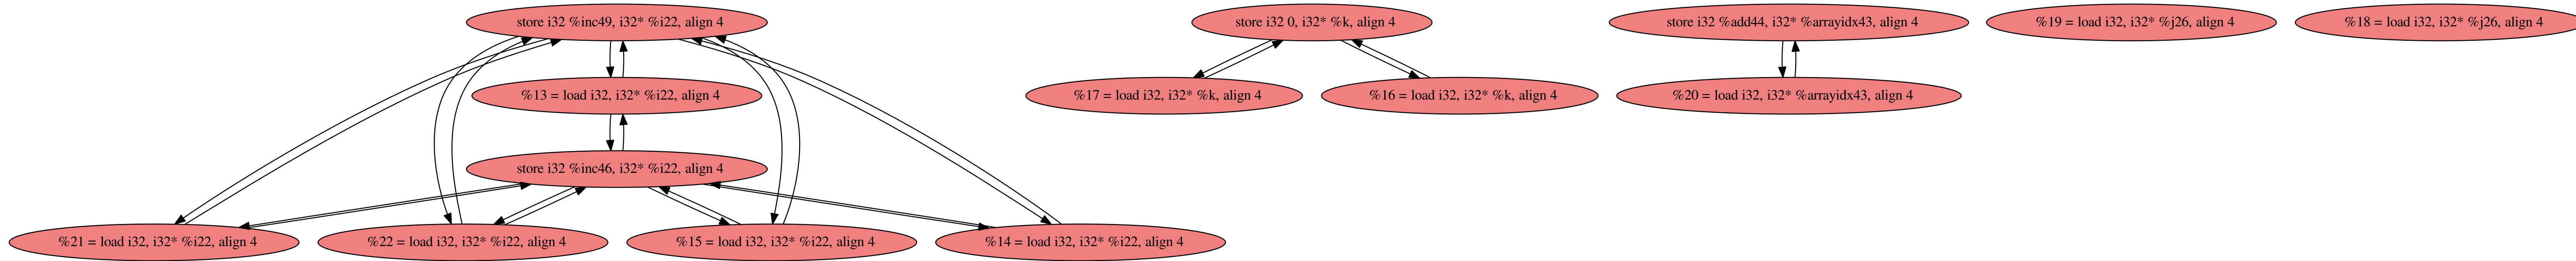 store i32 %inc49, i32* %i22, align 4
store i32 0, i32* %k, align 4
store i32 %add44, i32* %arrayidx43, align 4
%19 = load i32, i32* %j26, align 4
%18 = load i32, i32* %j26, align 4
%13 = load i32, i32* %i22, align 4
%17 = load i32, i32* %k, align 4
%16 = load i32, i32* %k, align 4
%20 = load i32, i32* %arrayidx43, align 4
store i32 %inc46, i32* %i22, align 4
%21 = load i32, i32* %i22, align 4
%22 = load i32, i32* %i22, align 4
%15 = load i32, i32* %i22, align 4
%14 = load i32, i32* %i22, align 4